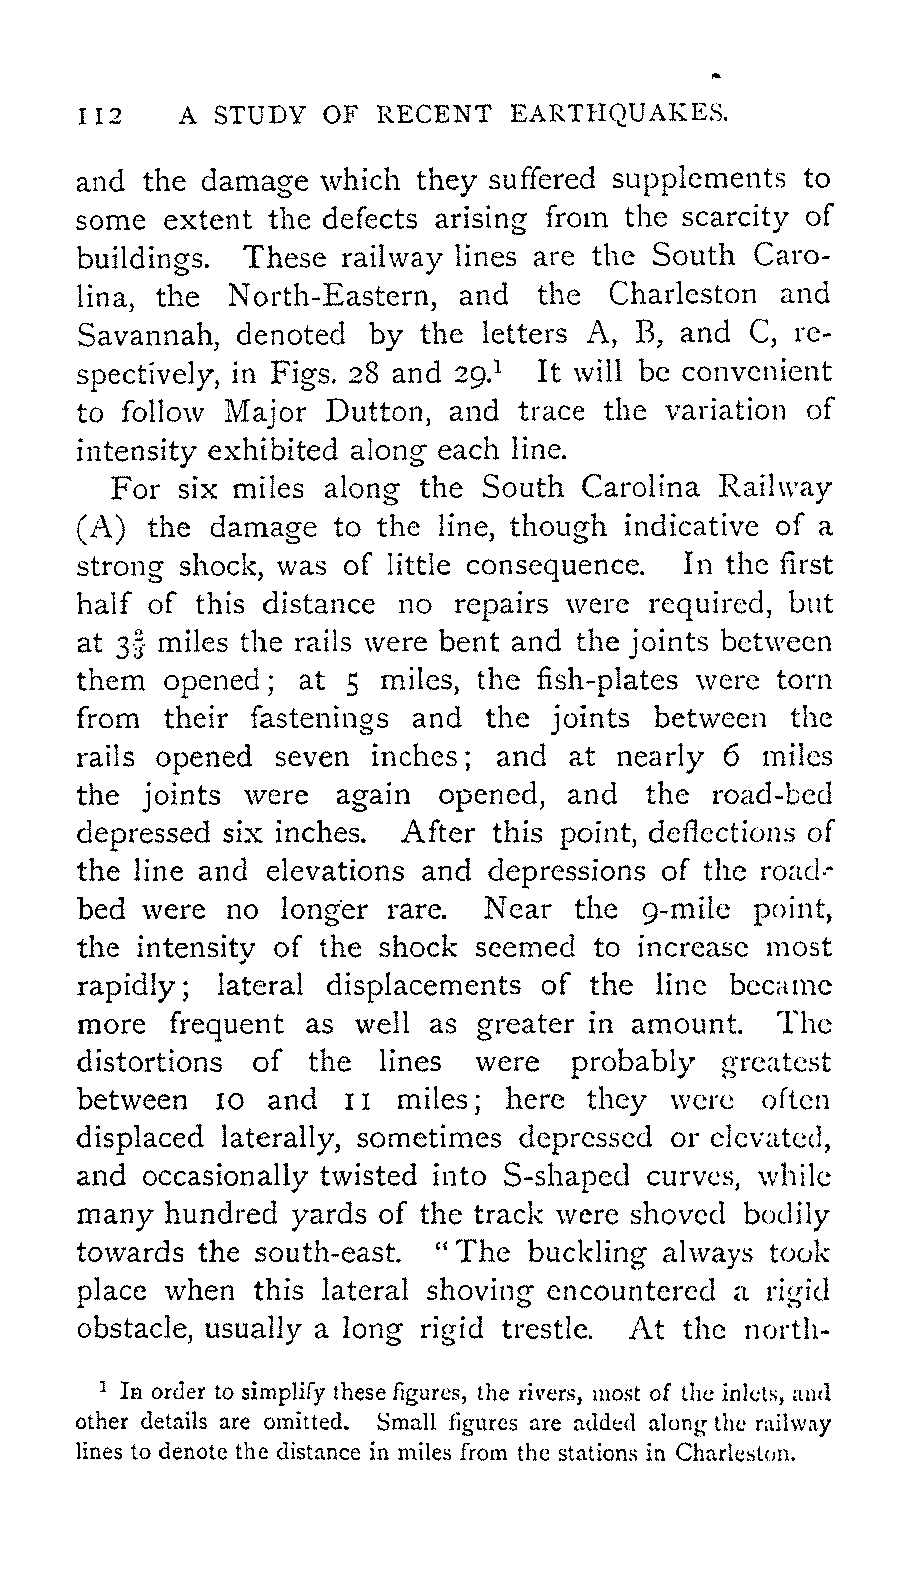 112 A STUDY OF RECENT EARTHQUAKES.
and the damage which they suffered supplements to
some extent the defects arising from the scarcity of
buildings. These railway lines are the South Caro-
lina, the North-Eastern, and the Charleston and
Savannah, denoted by the letters A, B, and C, re-
spectively, in Figs. 28 and 29.¹ It will be convenient
to follow Major Dutton, and trace the variation of
intensity exhibited along each line.
For six miles along the South Carolina Railway
(A) the damage to the line, though indicative of a
strong shock, was of little consequence. In the first
half of this distance no repairs were required, but
at 3⅔ miles the rails were bent and the joints between
them opened; at 5 miles, the fish-plates were torn
from their fastenings and the joints between the
rails opened seven inches; and at nearly 6 miles
the joints were again opened, and the road-bed
depressed six inches. After this point, deflections of
the line and elevations and depressions of the road-
bed were no longer rare. Near the 9-mile point,
the intensity of the shock seemed to increase most
rapidly; lateral displacements of the line became
more frequent as well as greater in amount. The
distortions of the lines were probably greatest
between 10 and 11 miles; here they were often
displaced laterally, sometimes depressed or elevated,
and occasionally twisted into S-shaped curves, while
many hundred yards of the track were shoved bodily
towards the south-east. “The buckling always took
place when this lateral shoving encountered a rigid
obstacle, usually a long rigid trestle. At the north-
¹ In order to simplify these figures, the rivers, most of the inlets, and
other details are omitted. Small figures are added along the railway
lines to denote the distance in miles from the stations in Charleston.